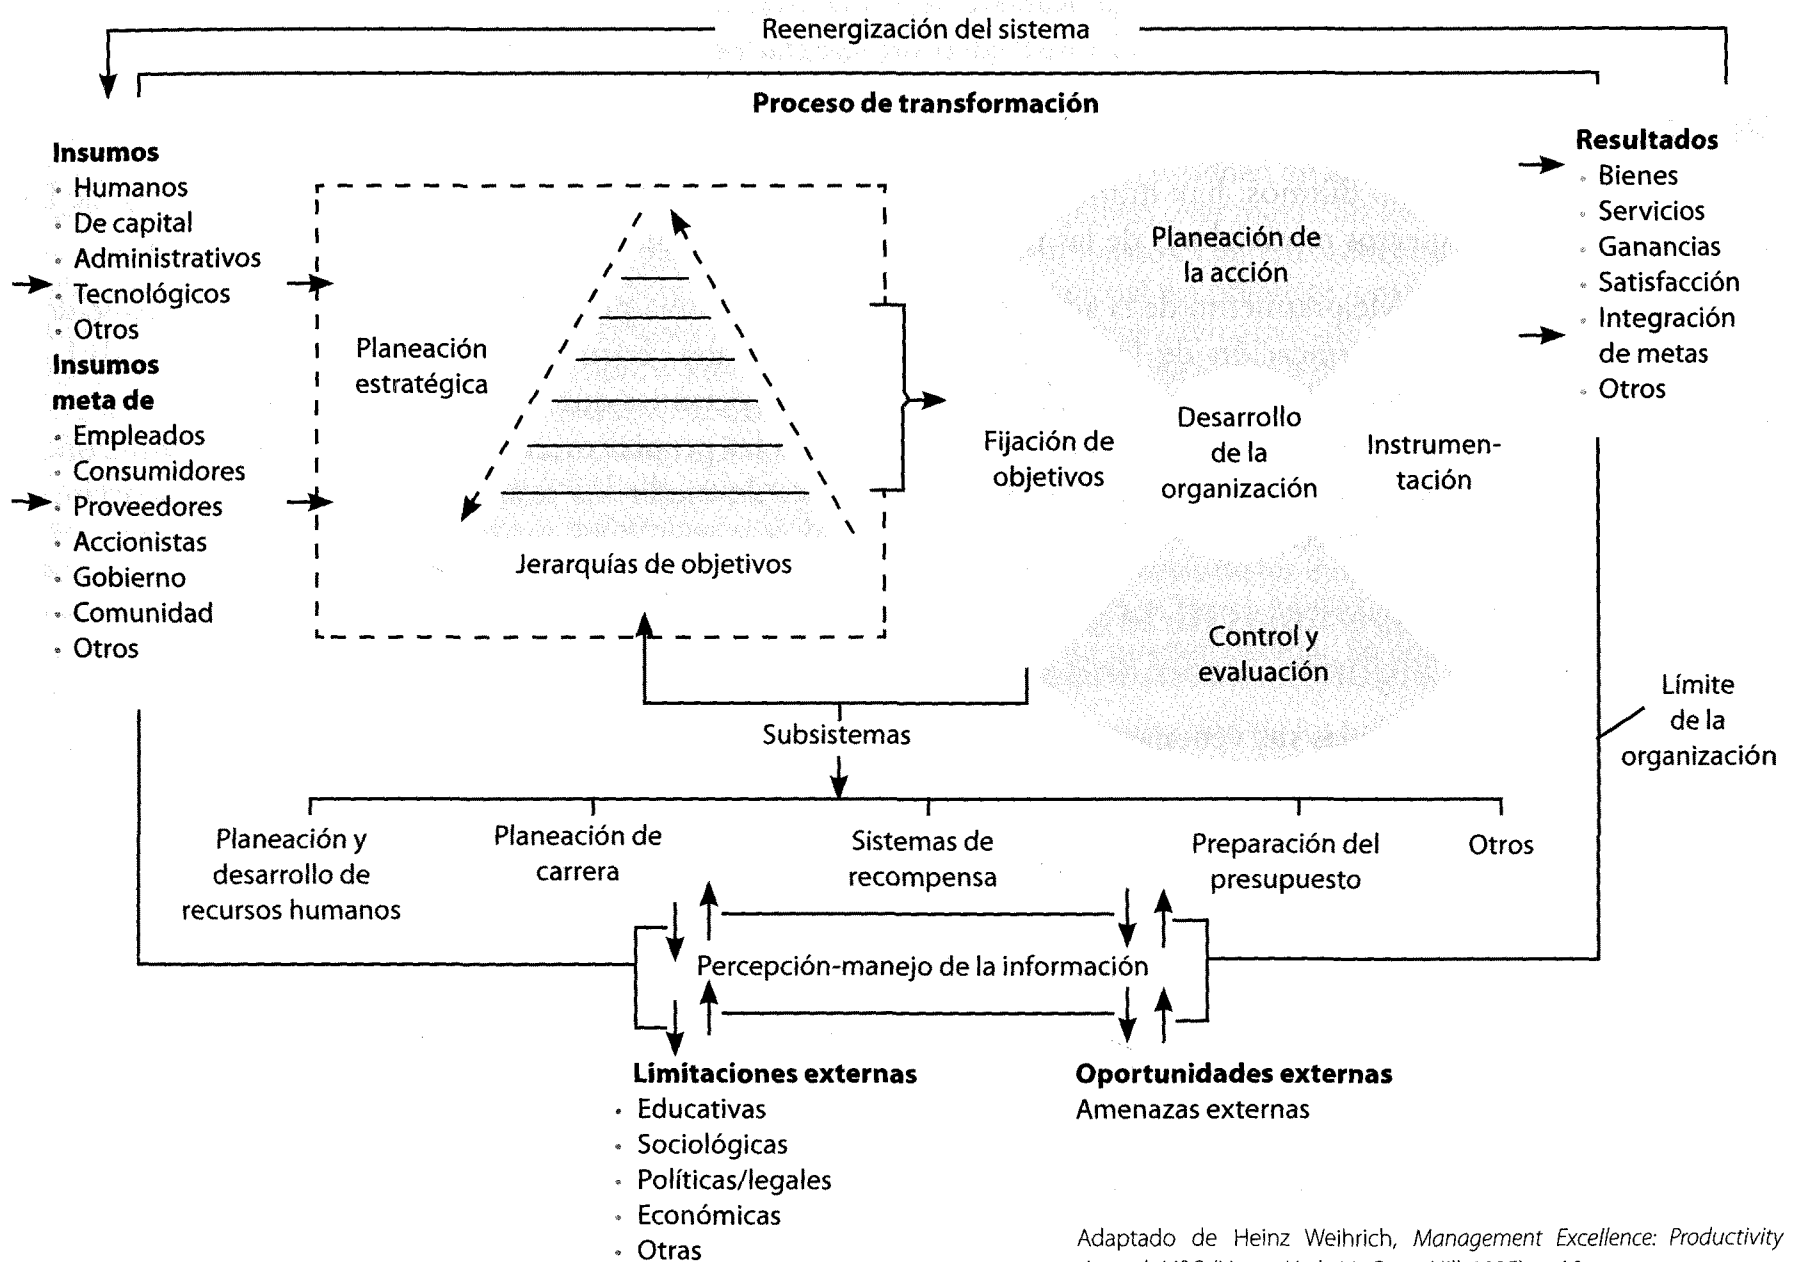 Reenergización del sistema
Proceso de transformación
Insumos
• Humanos
• De capital
• Administrativos
• Tecnológicos
• Otros
Insumos
meta de
• Empleados
• Consumidores
• Proveedores
• Accionistas
• Gobierno
• Comunidad
• Otros
Planeación
estratégica
Jerarquías de objetivos
Planeación de
la acción
Fijación de
objetivos
Desarrollo
de la
organización
Instrumen-
tación
Control y
evaluación
Resultados
• Bienes
• Servicios
• Ganancias
• Satisfacción
• Integración
de metas
• Otros
Límite
de la
organización
Subsistemas
Planeación y
desarrollo de
recursos humanos
Planeación de
carrera
Sistemas de
recompensa
Preparación del
presupuesto
Otros
Percepción-manejo de la información
Limitaciones externas
• Educativas
• Sociológicas
• Políticas/legales
• Económicas
• Otras
Oportunidades externas
Amenazas externas
Adaptado de Heinz Weihrich, Management Excellence: Productivity